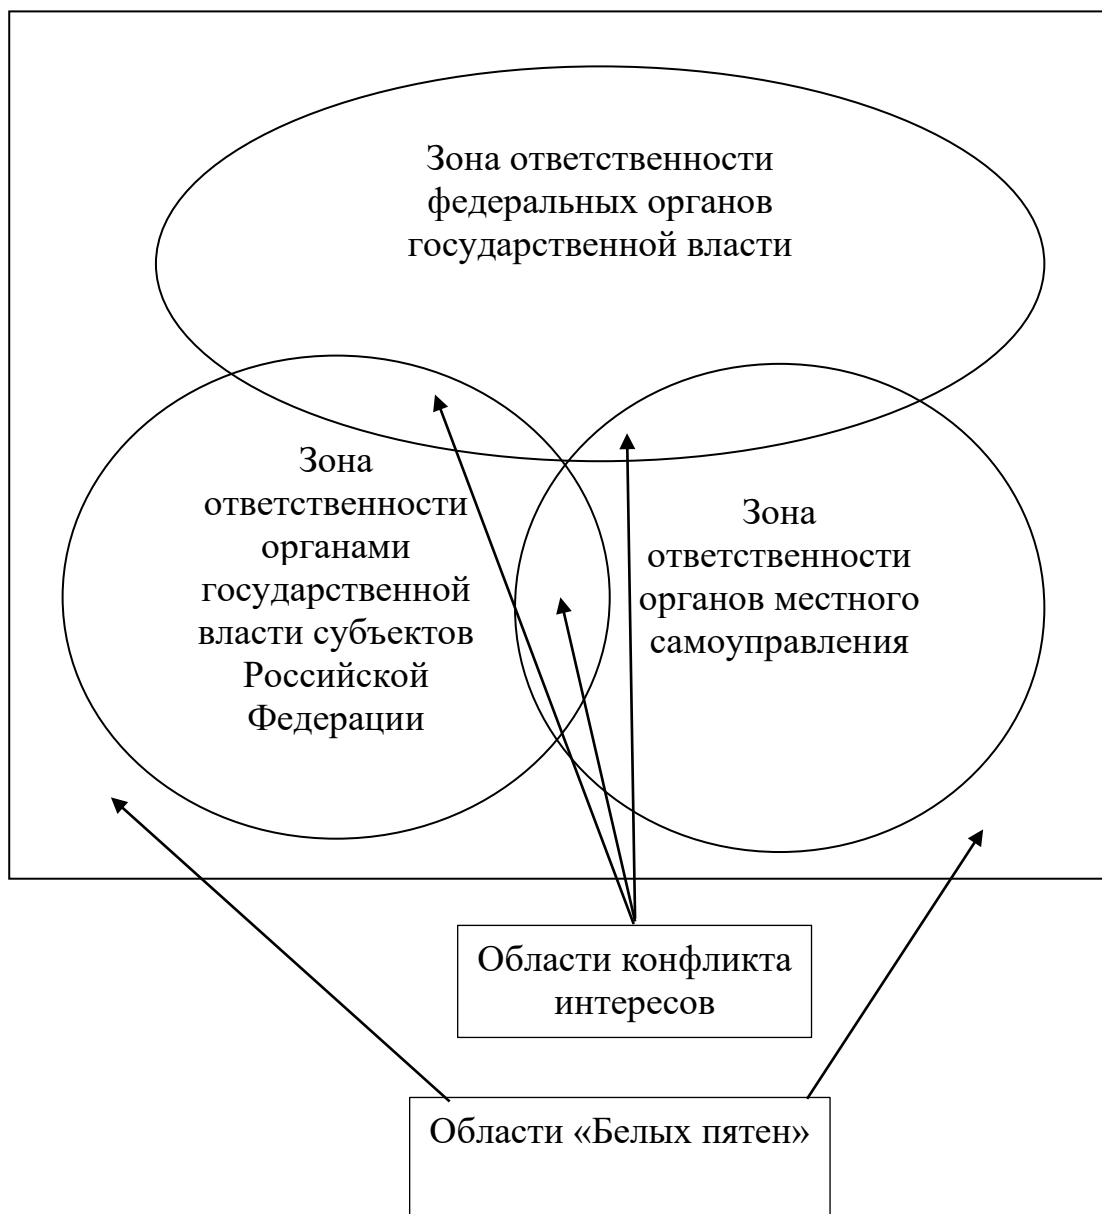 Зона ответственности
федеральных органов
государственной власти
Зона
ответственности
органами
государственной
власти субъектов
Российской
Федерации
Зона
ответственности
органов местного
самоуправления
Области конфликта
интересов
Области «Белых пятен»